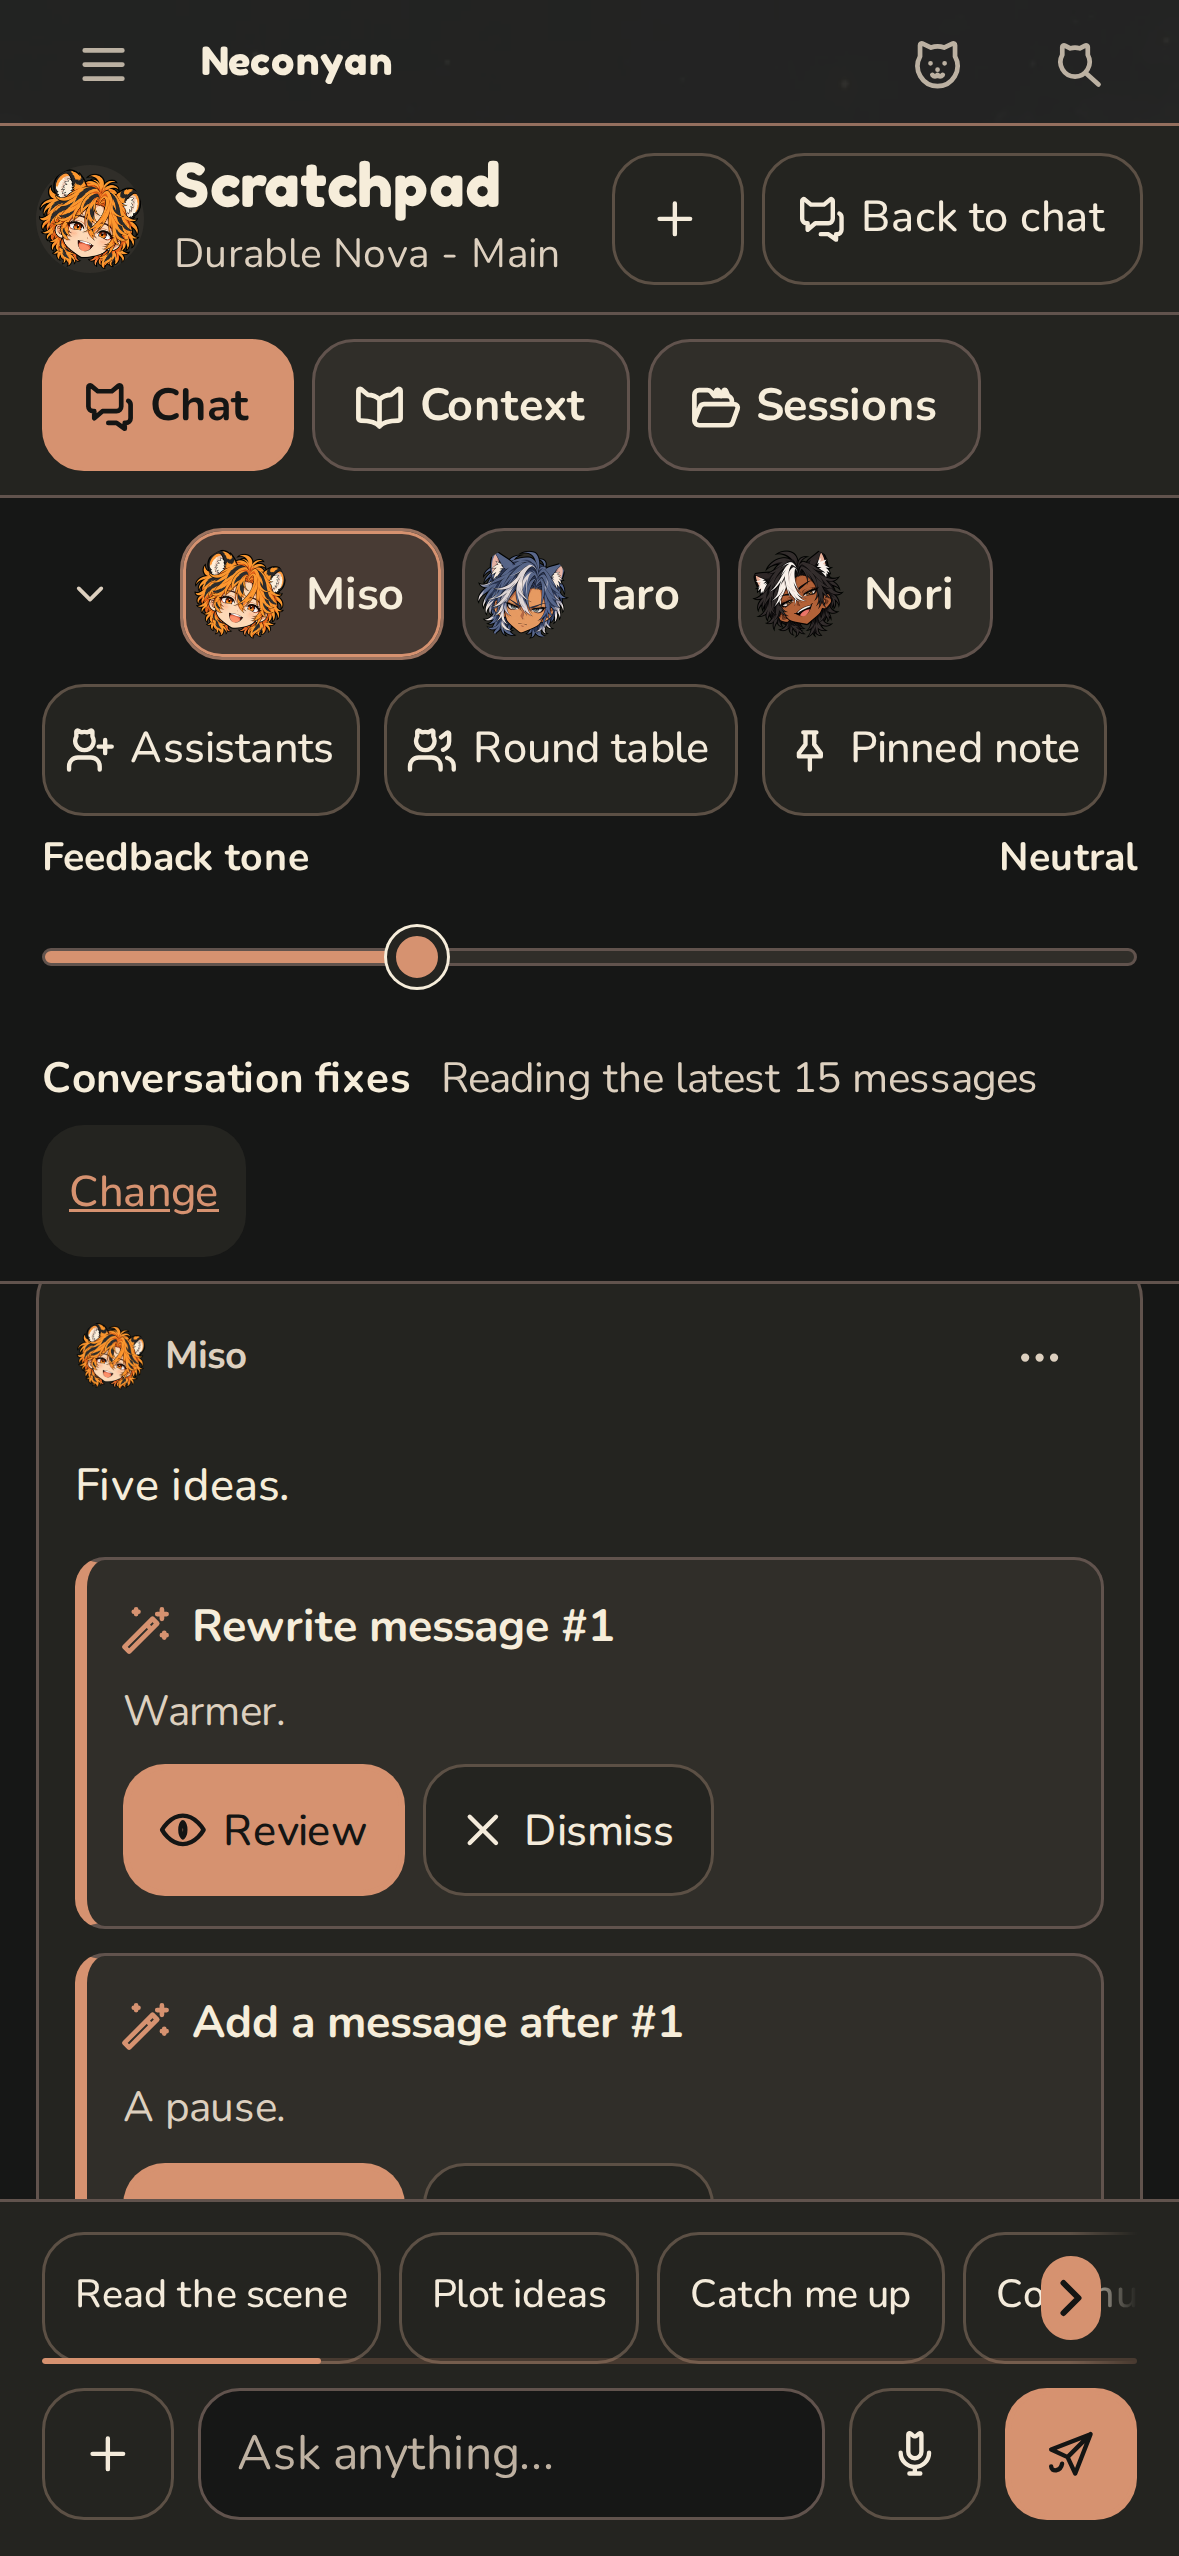 Neconyan
Scratchpad
Durable Nova - Main
Back to chat
Chat
Context
Sessions
Miso
Taro
Nori
Assistants
Round table
Pinned note
Feedback tone
Neutral
Conversation fixes
Reading the latest 15 messages
Change
Miso
Five ideas.
Rewrite message #1
Warmer.
Review
Dismiss
Add a message after #1
A pause.
Read the scene
Plot ideas
Catch me up
Ask anything...